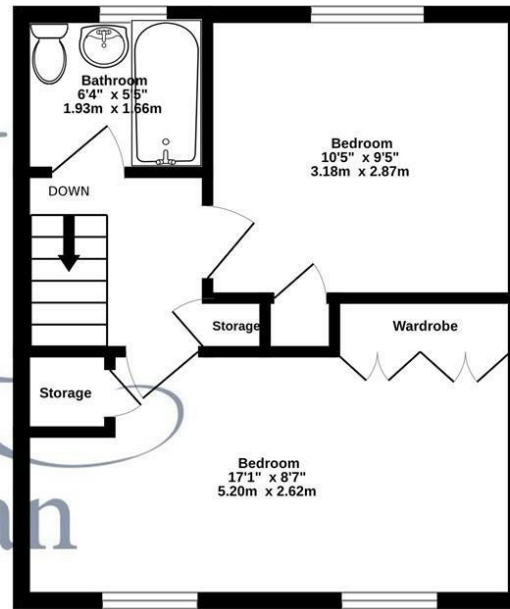 Bathroom
6'4" x 5'5"
1.93m x 1.66m
Bedroom
10'5" x 9'5"
3.18m x 2.87m
DOWN
Storage
Wardrobe
Storage
Bedroom
17'1" x 8'7"
5.20m x 2.62m
an